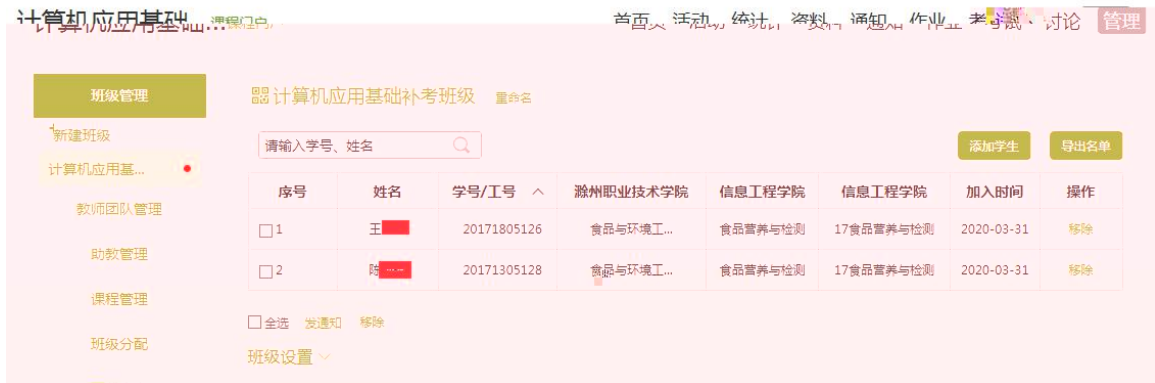 计算机应用基础... 课程门户 首页 活动 统计 资料 通知 作业 考试 讨论 管理
班级管理
计算机应用基础补考班级 重命名
新建班级
请输入学号、姓名 添加学生 导出名单
计算机应用基...
序号 姓名 学号/工号 滁州职业技术学院 信息工程学院 信息工程学院 加入时间 操作
教师团队管理
1 王 20171805126 食品与环境工... 食品营养与检测 17食品营养与检测 2020-03-31 移除
助教管理
2 陈 20171305128 食品与环境工... 食品营养与检测 17食品营养与检测 2020-03-31 移除
课程管理
全选 发通知 移除
班级分配
班级设置